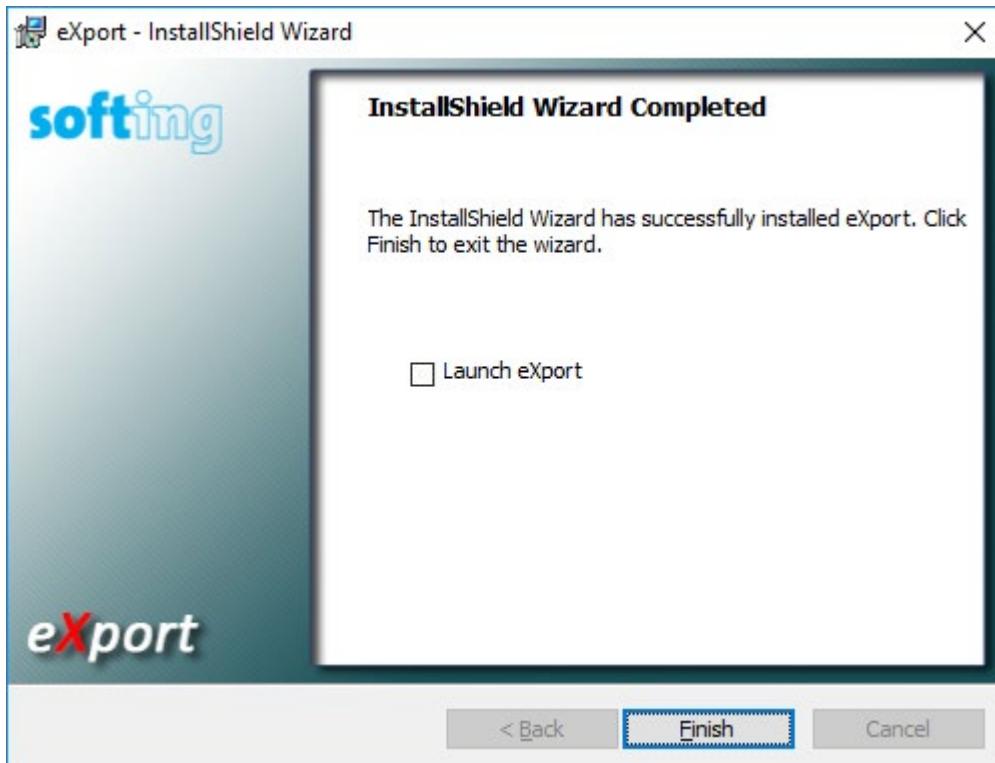 eXport - InstallShield Wizard
softing
InstallShield Wizard Completed
The InstallShield Wizard has successfully installed eXport. Click
Finish to exit the wizard.
Launch eXport
eXport
< Back
Finish
Cancel